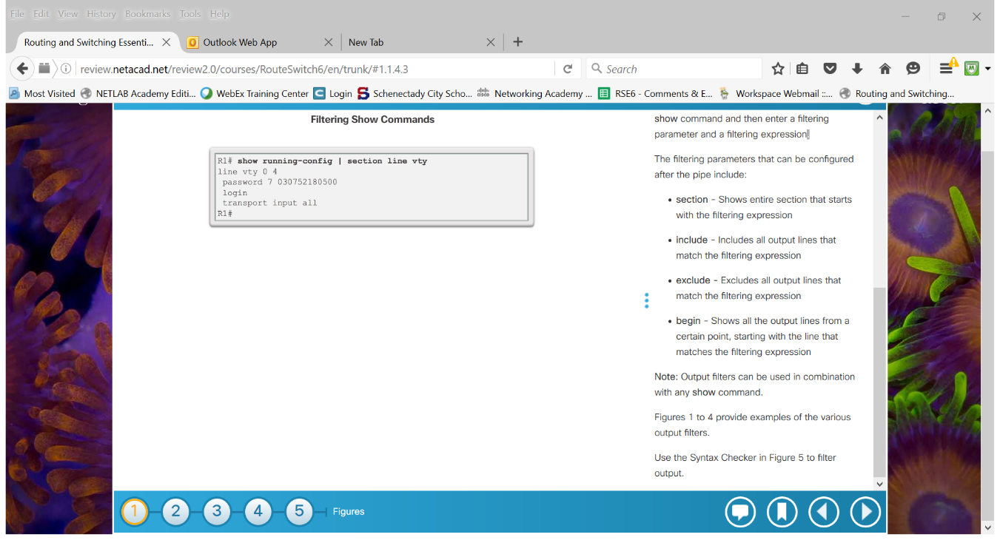 File Edit View History Bookmarks Tools Help
Routing and Switching Essenti... Outlook Web App New Tab
review.netacad.net/review2.0/courses/RouteSwitch6/en/trunk/#1.1.4.3 Search
Most Visited NETLAB Academy Editi... WebEx Training Center Login Schenectady City Scho... Networking Academy ... RSE6 - Comments & E... Workspace Webmail ::... Routing and Switching...
Filtering Show Commands
R1# show running-config | section line vty
line vty 0 4
password 7 030752180500
login
transport input all
R1#
show command and then enter a filtering
parameter and a filtering expression
The filtering parameters that can be configured
after the pipe include:
• section - Shows entire section that starts
with the filtering expression
• include - Includes all output lines that
match the filtering expression
• exclude - Excludes all output lines that
match the filtering expression
• begin - Shows all the output lines from a
certain point, starting with the line that
matches the filtering expression
Note: Output filters can be used in combination
with any show command.
Figures 1 to 4 provide examples of the various
output filters.
Use the Syntax Checker in Figure 5 to filter
output.
1 2 3 4 5 Figures